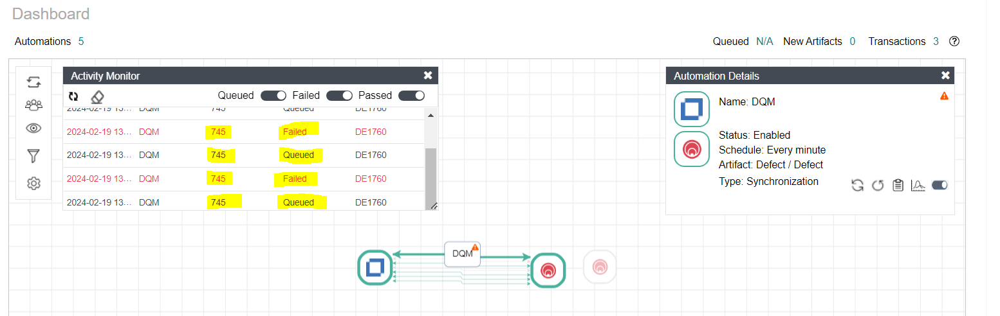 Dashboard
Automations 5
Queued N/A New Artifacts 0 Transactions 3
Activity Monitor
Queued Failed Passed
2024-02-19 13... DQM 745 Queued DE1760
2024-02-19 13... DQM 745 Failed DE1760
2024-02-19 13... DQM 745 Queued DE1760
2024-02-19 13... DQM 745 Failed DE1760
2024-02-19 13... DQM 745 Queued DE1760
Automation Details
Name: DQM
Status: Enabled
Schedule: Every minute
Artifact: Defect / Defect
Type: Synchronization
DQM